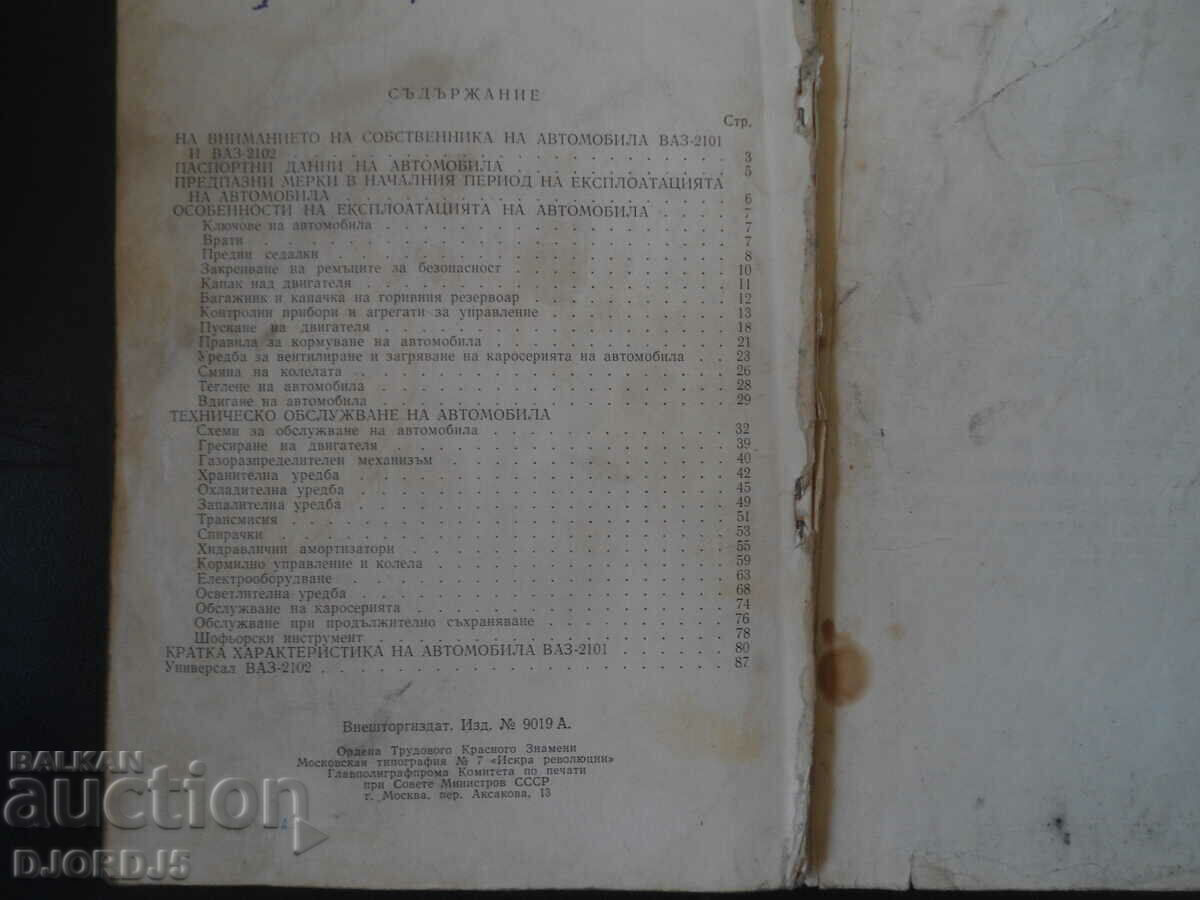 СЪДЪРЖАНИЕ
Стр.
НА ВНИМАНИЕТО НА СОБСТВЕННИКА НА АВТОМОБИЛА ВАЗ-2101
И ВАЗ-2102 . . . . . . . . . . . . . . . . . . 3
ПАСПОРТНИ ДАННИ НА АВТОМОБИЛА . . . . . . . . . 5
ПРЕДПАЗНИ МЕРКИ В НАЧАЛНИЯ ПЕРИОД НА ЕКСПЛОАТАЦИЯТА
НА АВТОМОБИЛА . . . . . . . . . . . . . . . . 6
ОСОБЕННОСТИ НА ЕКСПЛОАТАЦИЯТА НА АВТОМОБИЛА . . . . 7
Ключове на автомобила . . . . . . . . . . . . . . . 7
Врати . . . . . . . . . . . . . . . . . . . . 7
Предни седалки . . . . . . . . . . . . . . . . . 8
Закрепване на ремъците за безопасност . . . . . . . . . 10
Капак над двигателя . . . . . . . . . . . . . . . 11
Багажник и капачка на горивния резервоар . . . . . . . . 12
Контролни прибори и агрегати за управление . . . . . . . 13
Пускане на двигателя . . . . . . . . . . . . . . . 18
Правила за кормуване на автомобила . . . . . . . . . . 21
Уредба за вентилиране и загряване на каросерията на автомобила . . 23
Смяна на колелата . . . . . . . . . . . . . . . . 26
Теглене на автомобила . . . . . . . . . . . . . . . 28
Вдигане на автомобила . . . . . . . . . . . . . . . 29
ТЕХНИЧЕСКО ОБСЛУЖВАНЕ НА АВТОМОБИЛА
Схеми за обслужване на автомобила . . . . . . . . . . 32
Гресиране на двигателя . . . . . . . . . . . . . . 39
Газоразпределителен механизъм . . . . . . . . . . . . 40
Хранителна уредба . . . . . . . . . . . . . . . . 42
Охладителна уредба . . . . . . . . . . . . . . . . 45
Запалителна уредба . . . . . . . . . . . . . . . . 49
Трансмисия . . . . . . . . . . . . . . . . . . 51
Спирачки . . . . . . . . . . . . . . . . . . . 53
Хидравлични амортизатори . . . . . . . . . . . . . 55
Кормилно управление и колела . . . . . . . . . . . . 59
Електрооборудване . . . . . . . . . . . . . . . . 63
Осветлителна уредба . . . . . . . . . . . . . . . 68
Обслужване на каросерията . . . . . . . . . . . . . 74
Обслужване при продължително съхраняване . . . . . . . . 76
Шофьорски инструмент . . . . . . . . . . . . . . . 78
КРАТКА ХАРАКТЕРИСТИКА НА АВТОМОБИЛА ВАЗ-2101 . . . . . 80
Универсал ВАЗ-2102 . . . . . . . . . . . . . . . . . 87
Внешторгиздат. Изд. № 9019 А.
Ордена Трудового Красного Знамени
Московская типография № 7 «Искра революции»
Главполиграфпрома Комитета по печати
при Совете Министров СССР
г. Москва, пер. Аксакова, 13
BALKAN
auction
DJORDJ5